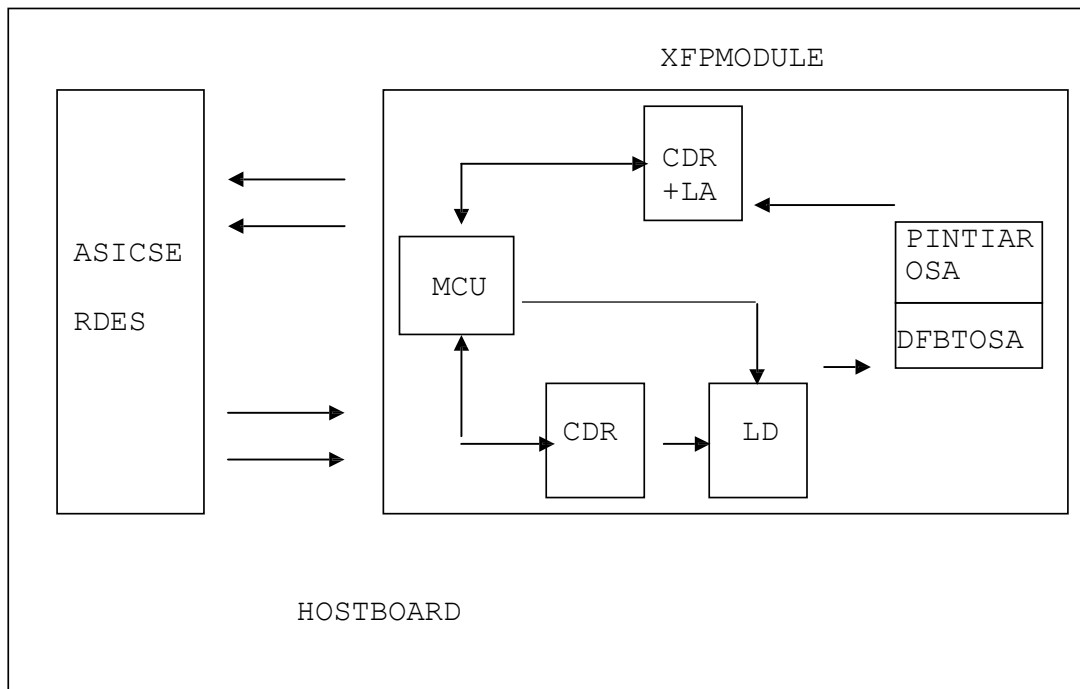 XFPMODULE
CDR
+LA
ASICSE
RDES
MCU
PINTIAR
OSA
DFBTOSA
CDR
LD
HOSTBOARD